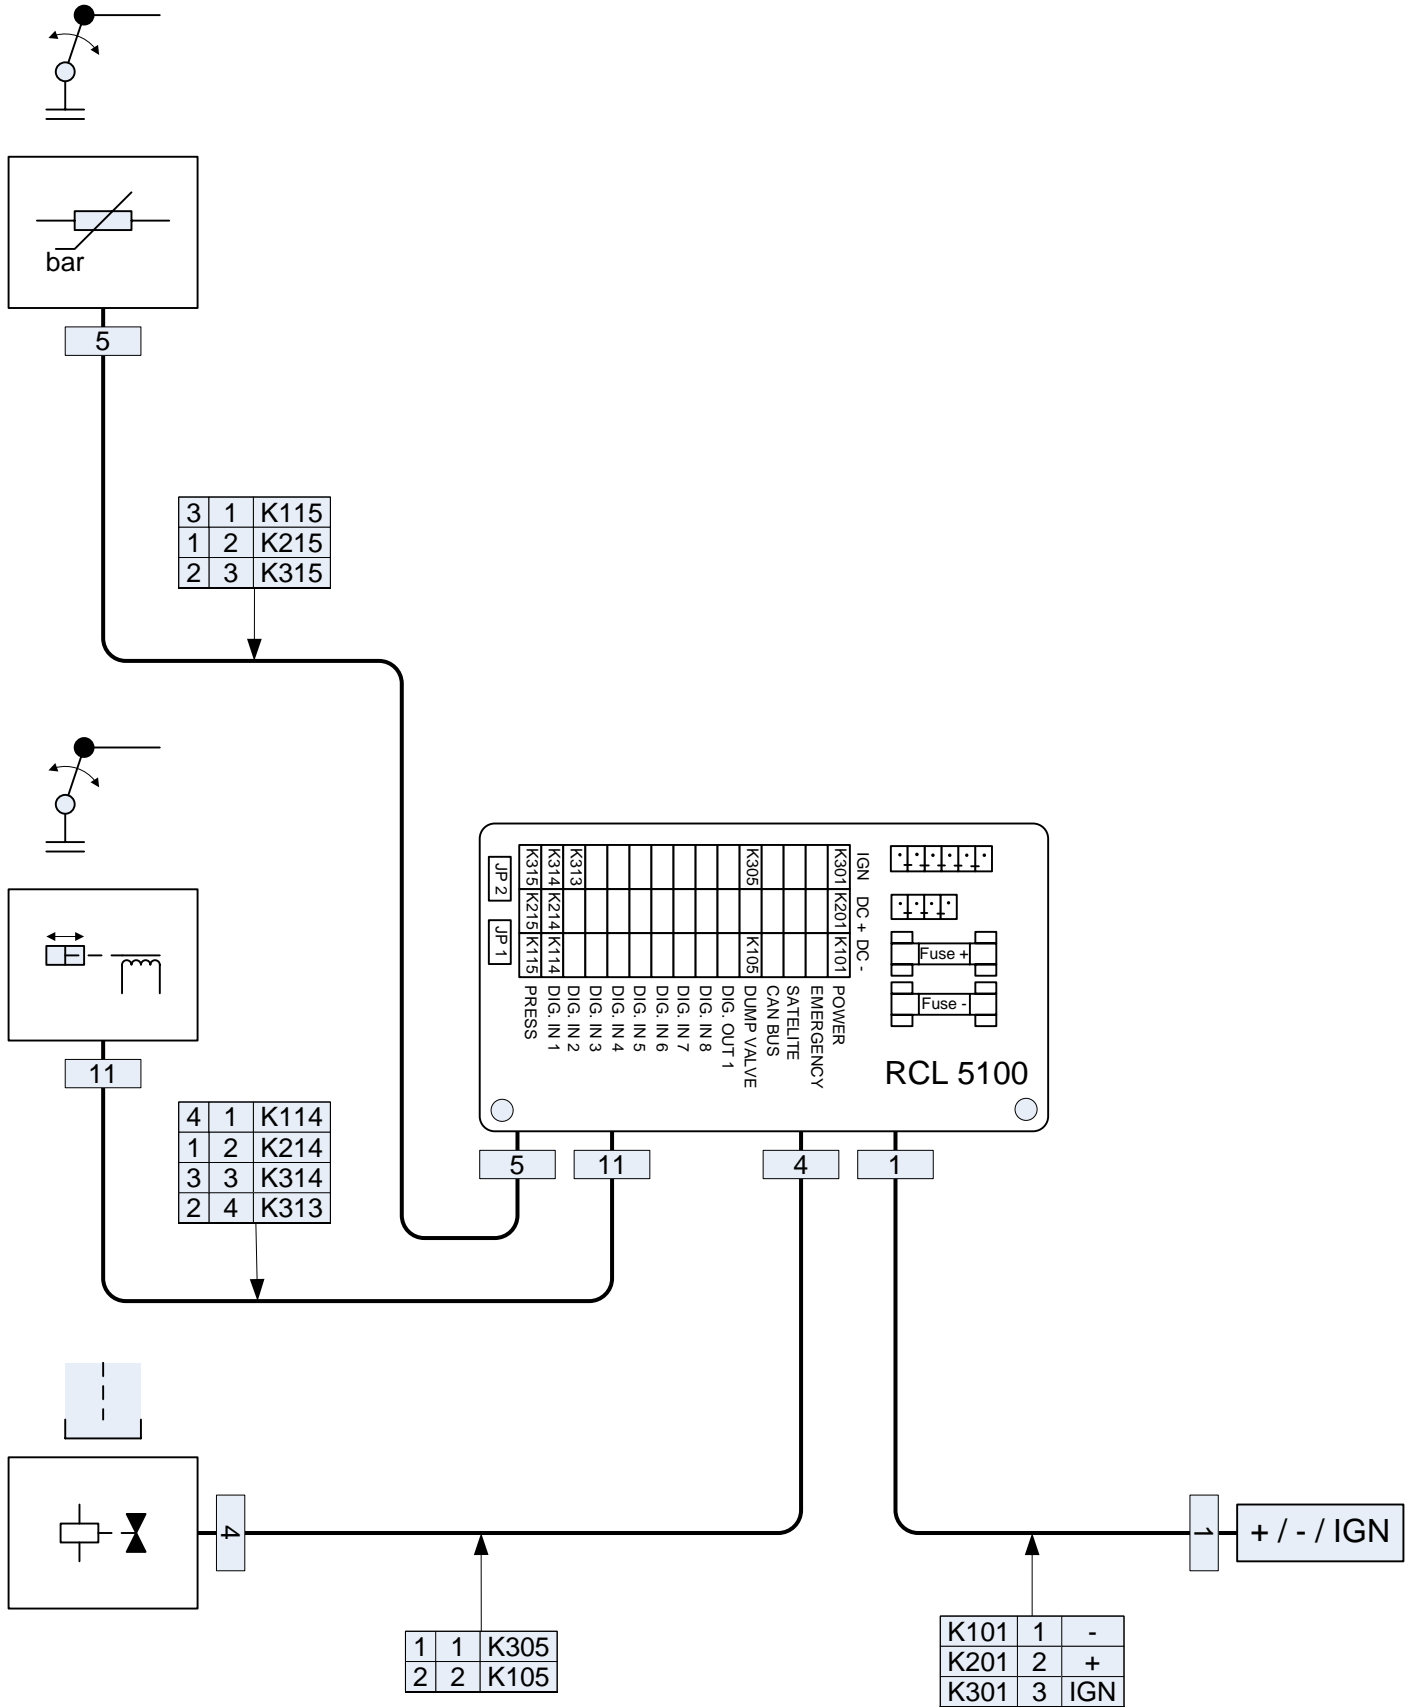 bar
5
3 1 K115
1 2 K215
2 3 K315
11
4 1 K114
1 2 K214
3 3 K314
2 4 K313
JP 2
JP 1
K315 K215 K115 PRESS
K314 K214 K114 DIG. IN 1
K313 DIG. IN 2
DIG. IN 3
DIG. IN 4
DIG. IN 5
DIG. IN 6
DIG. IN 7
DIG. IN 8
DIG. OUT 1
K305 K105 DUMP VALVE
CAN BUS
SATELITE
EMERGENCY
K301 K201 K101 POWER
IGN DC + DC -
Fuse +
Fuse -
RCL 5100
5
11
4
1
4
1 1 K305
2 2 K105
1
+ / - / IGN
K101 1 -
K201 2 +
K301 3 IGN